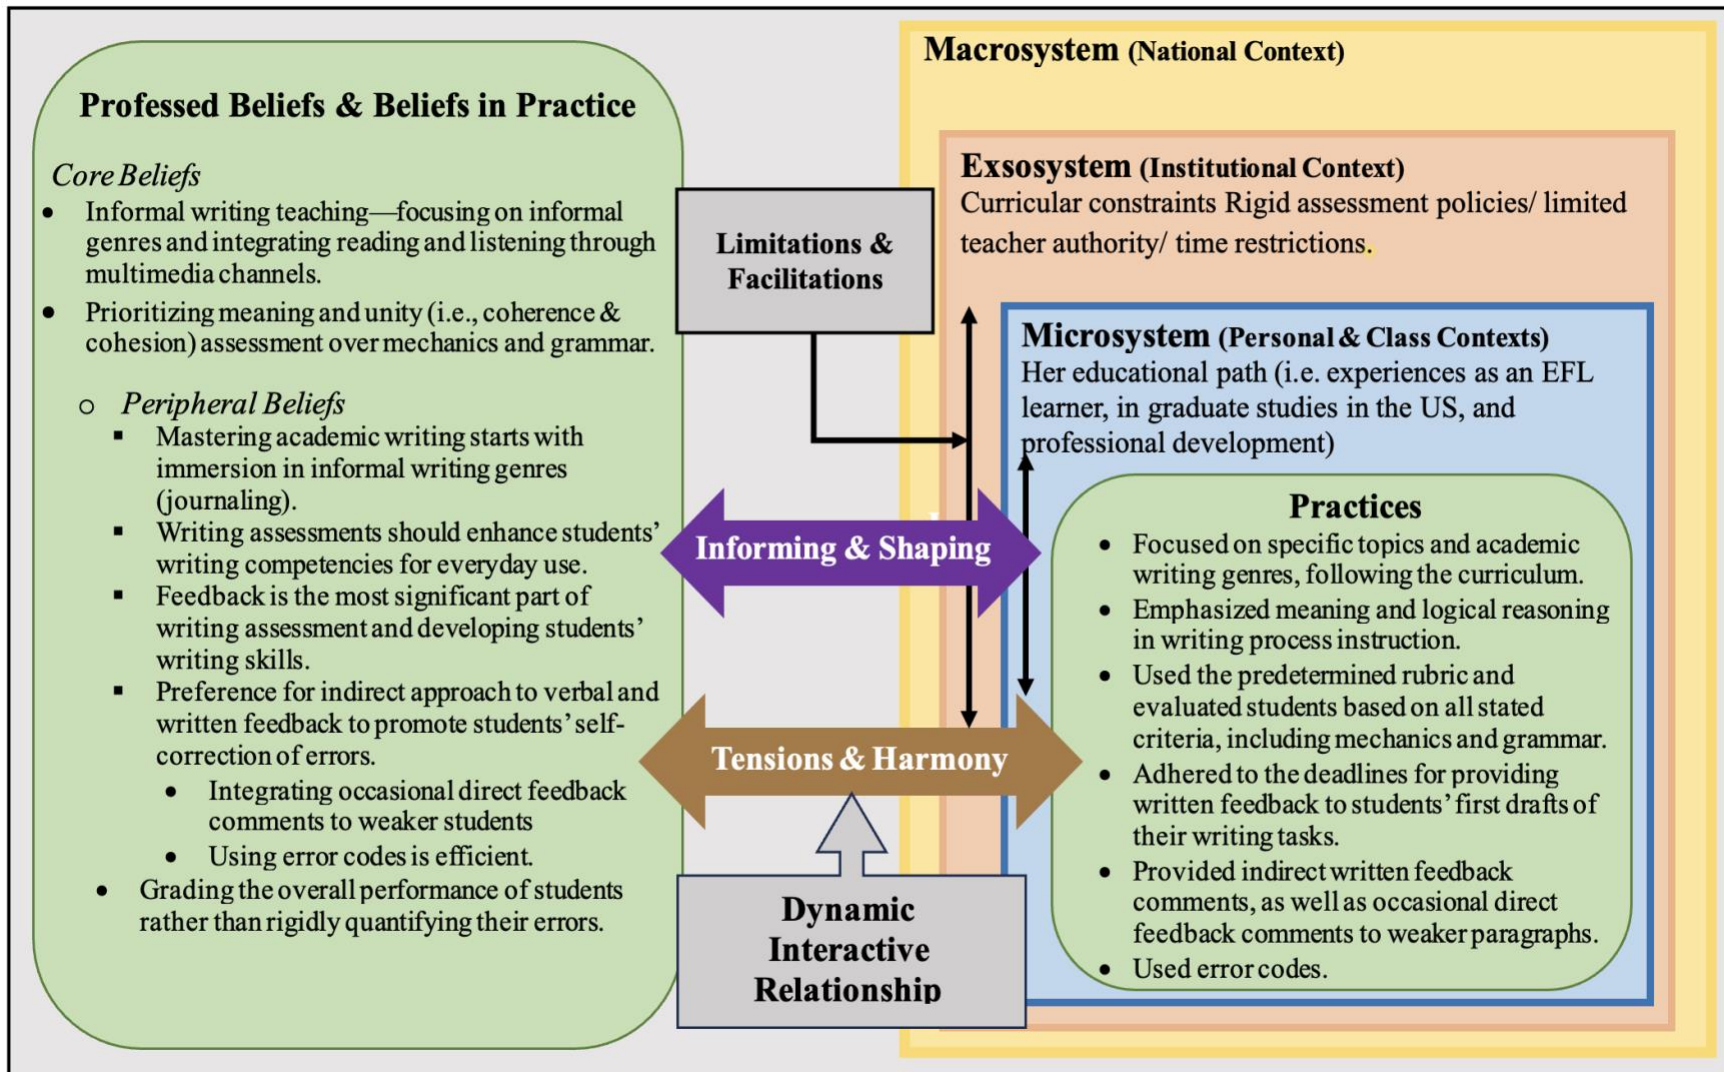 Professed Beliefs & Beliefs in Practice
Core Beliefs
• Informal writing teaching—focusing on informal
genres and integrating reading and listening through
multimedia channels.
• Prioritizing meaning and unity (i.e., coherence &
cohesion) assessment over mechanics and grammar.
o Peripheral Beliefs
▪ Mastering academic writing starts with
immersion in informal writing genres
(journaling).
▪ Writing assessments should enhance students’
writing competencies for everyday use.
▪ Feedback is the most significant part of
writing assessment and developing students’
writing skills.
▪ Preference for indirect approach to verbal and
written feedback to promote students’ self-
correction of errors.
• Integrating occasional direct feedback
comments to weaker students
• Using error codes is efficient.
• Grading the overall performance of students
rather than rigidly quantifying their errors.
Limitations &
Facilitations
Informing & Shaping
Tensions & Harmony
Dynamic
Interactive
Relationship
Macrosystem (National Context)
Exsosystem (Institutional Context)
Curricular constraints Rigid assessment policies/ limited
teacher authority/ time restrictions.
Microsystem (Personal & Class Contexts)
Her educational path (i.e. experiences as an EFL
learner, in graduate studies in the US, and
professional development)
Practices
• Focused on specific topics and academic
writing genres, following the curriculum.
• Emphasized meaning and logical reasoning
in writing process instruction.
• Used the predetermined rubric and
evaluated students based on all stated
criteria, including mechanics and grammar.
• Adhered to the deadlines for providing
written feedback to students’ first drafts of
their writing tasks.
• Provided indirect written feedback
comments, as well as occasional direct
feedback comments to weaker paragraphs.
• Used error codes.